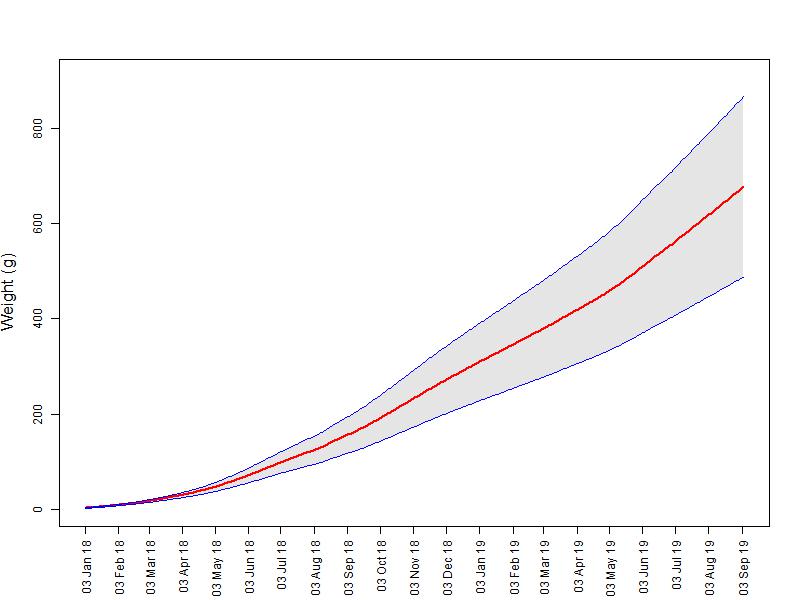 800
600
400
200
0
Weight (g)
03 Jan 18
03 Feb 18
03 Mar 18
03 Apr 18
03 May 18
03 Jun 18
03 Jul 18
03 Aug 18
03 Sep 18
03 Oct 18
03 Nov 18
03 Dec 18
03 Jan 19
03 Feb 19
03 Mar 19
03 Apr 19
03 May 19
03 Jun 19
03 Jul 19
03 Aug 19
03 Sep 19